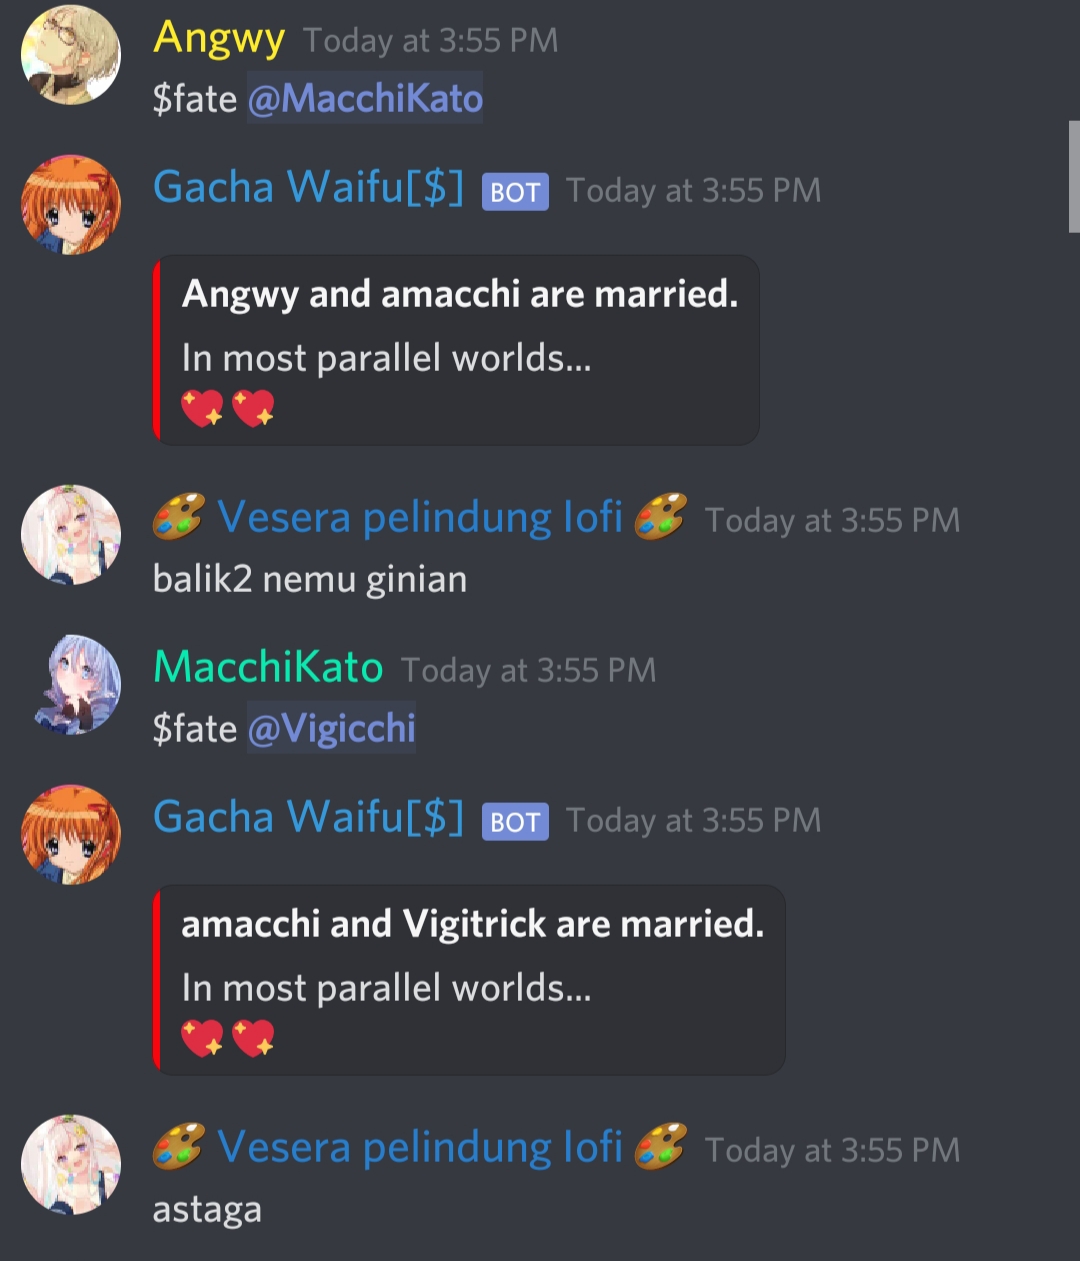 Angwy Today at 3:55 PM
$fate @MacchiKato
Gacha Waifu[$] BOT Today at 3:55 PM
Angwy and amacchi are married.
In most parallel worlds...
💖💖
🎨 Vesera pelindung Iofi 🎨 Today at 3:55 PM
balik2 nemu ginian
MacchiKato Today at 3:55 PM
$fate @Vigicchi
Gacha Waifu[$] BOT Today at 3:55 PM
amacchi and Vigitrick are married.
In most parallel worlds...
💖💖
🎨 Vesera pelindung Iofi 🎨 Today at 3:55 PM
astaga